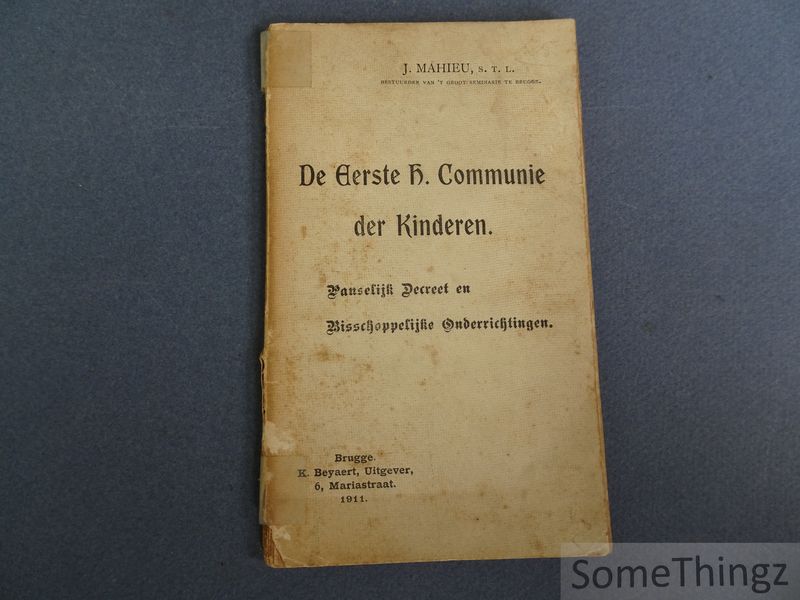 J. MAHIEU, S. T. L.
BESTUURDER VAN 'T GROOT-SEMINARIE TE BRUGGE.
De Eerste H. Communie
der Kinderen.
Pauselijk Decreet en
Bisschoppelijke Onderrichtingen.
Brugge.
K. Beyaert, Uitgever,
6, Mariastraat.
1911.
SomeThingz